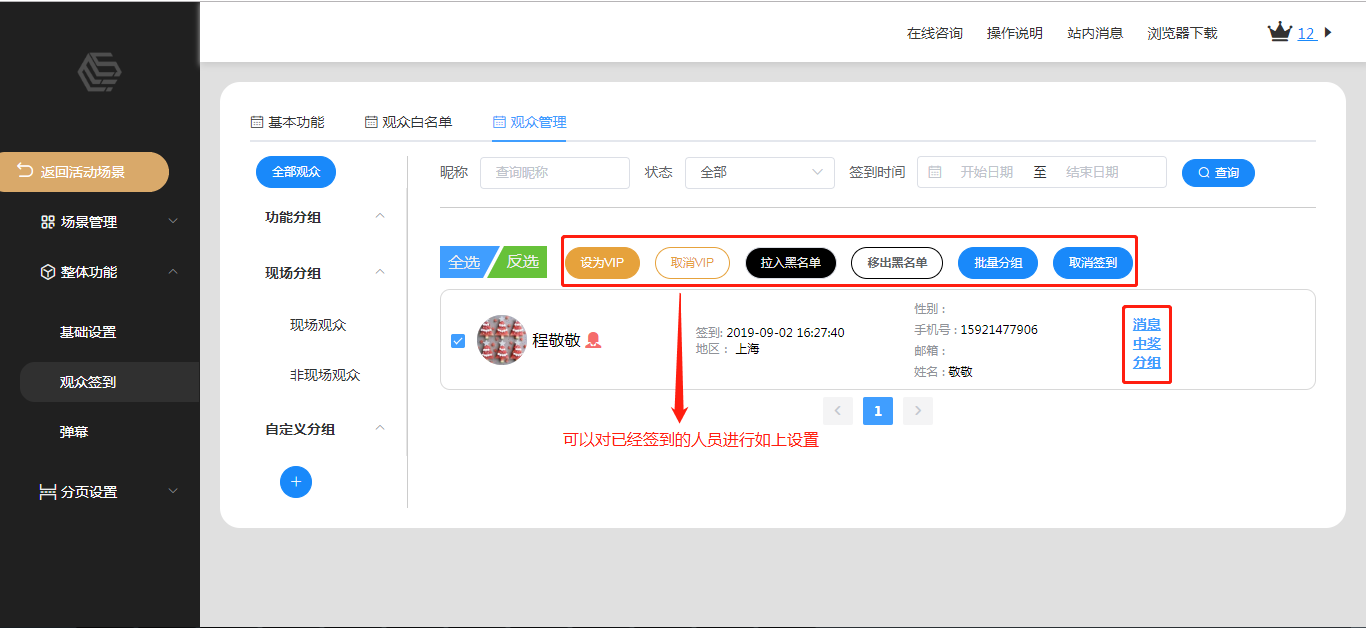 在线咨询 操作说明 站内消息 浏览器下载 12
返回活动场景
场景管理
整体功能
基础设置
观众签到
弹幕
分页设置
基本功能 观众白名单 观众管理
全部观众
功能分组
现场分组
现场观众
非现场观众
自定义分组
+
昵称 查询昵称 状态 全部 签到时间 开始日期 至 结束日期 查询
全选 反选 设为VIP 取消VIP 拉入黑名单 移出黑名单 批量分组 取消签到
程敬敬
签到: 2019-09-02 16:27:40
地区： 上海
性别：
手机号：15921477906
邮箱：
姓名：敬敬
消息
中奖
分组
1
可以对已经签到的人员进行如上设置